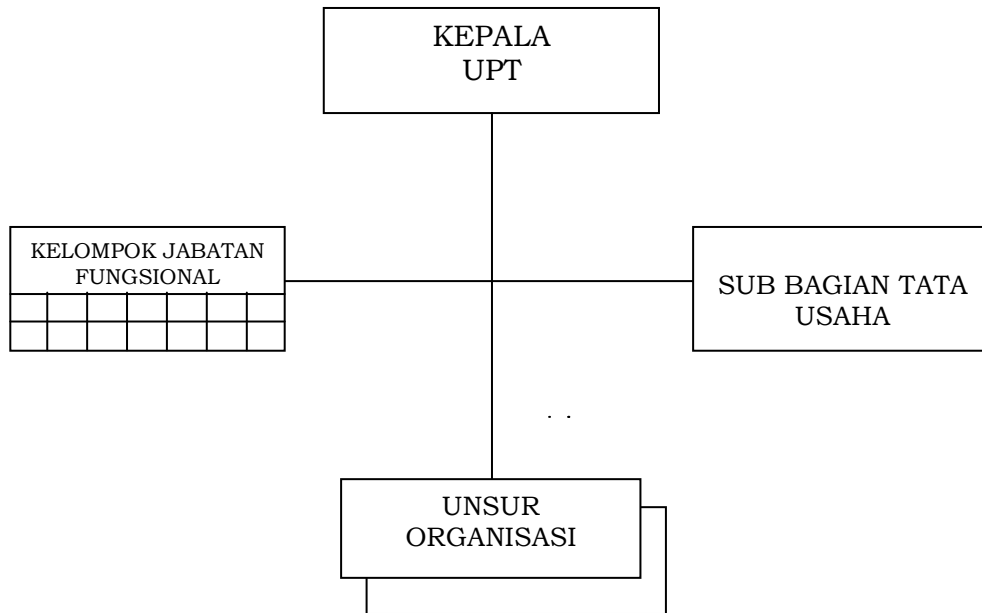 KEPALA
UPT
KELOMPOK JABATAN
FUNGSIONAL
SUB BAGIAN TATA
USAHA
. .
UNSUR
ORGANISASI